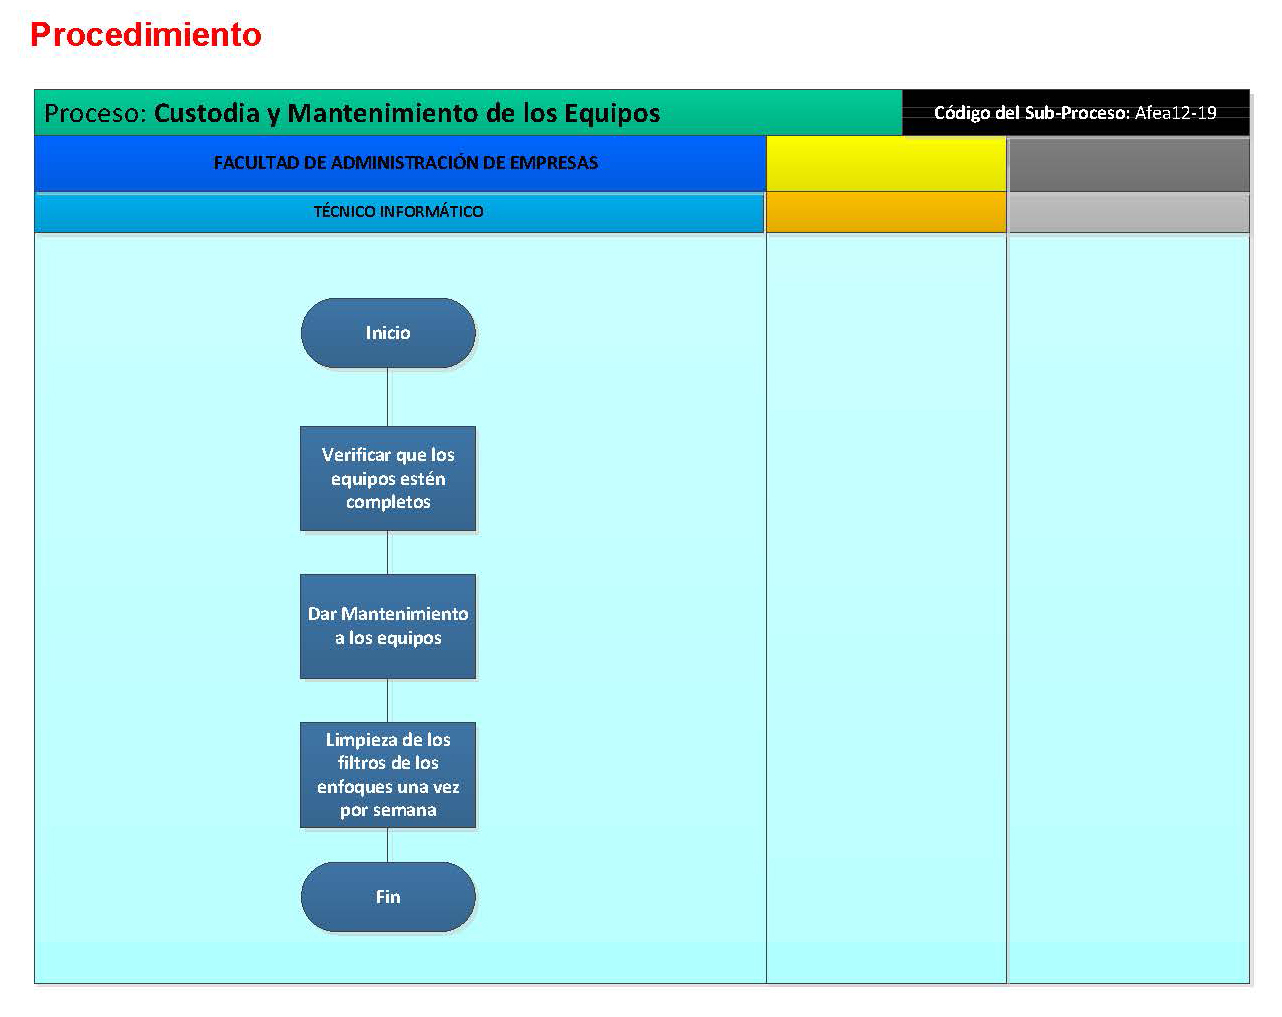 Procedimiento
Proceso: Custodia y Mantenimiento de los Equipos
Código del Sub-Proceso: Afea12-19
FACULTAD DE ADMINISTRACIÓN DE EMPRESAS
TÉCNICO INFORMÁTICO
Inicio
Verificar que los
equipos estén
completos
Dar Mantenimiento
a los equipos
Limpieza de los
filtros de los
enfoques una vez
por semana
Fin